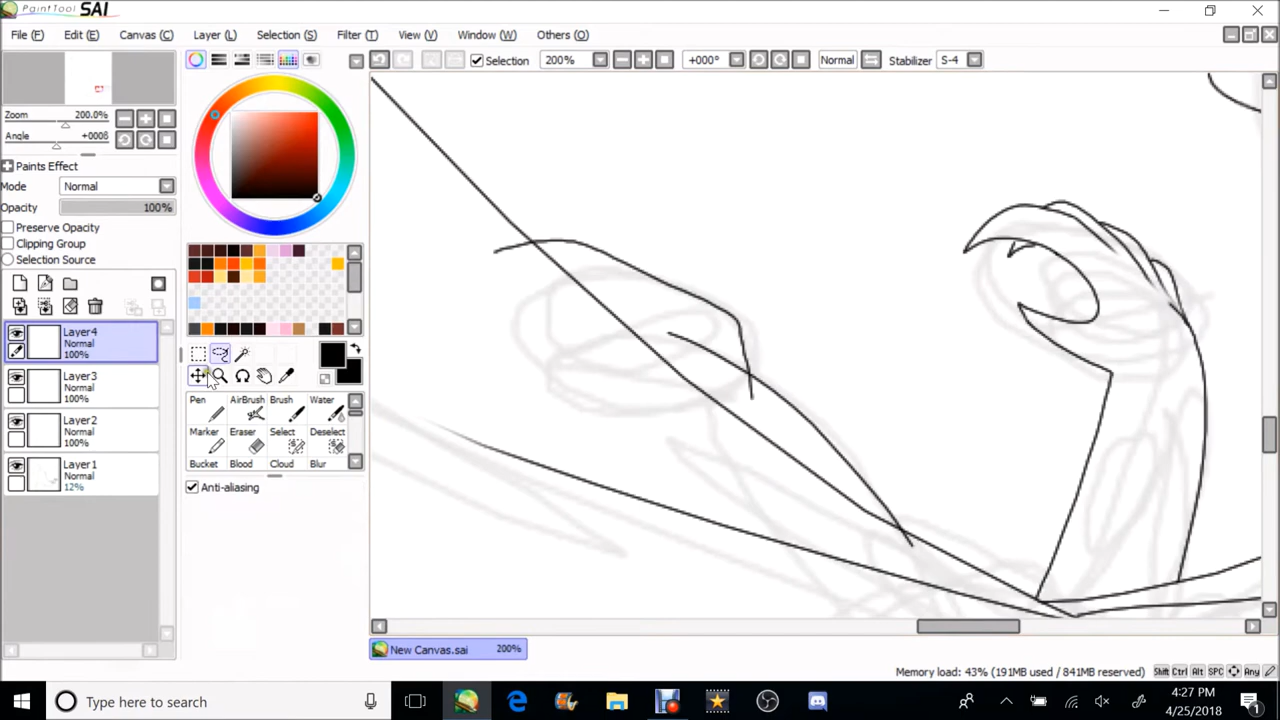 PaintTool SAI
File (F) Edit (E) Canvas (C) Layer (L) Selection (S) Filter (T) View (V) Window (W) Others (O)
Selection 200% +000° Normal Stabilizer S-4
Zoom 200.0%
Angle +000ß
Paints Effect
Mode Normal
Opacity 100%
Preserve Opacity
Clipping Group
Selection Source
Layer4
Normal
100%
Layer3
Normal
100%
Layer2
Normal
100%
Layer1
Normal
12%
Pen AirBrush Brush Water
Marker Eraser Select Deselect
Bucket Blood Cloud Blur
Anti-aliasing
New Canvas.sai 200%
Memory load: 43% (191MB used / 841MB reserved) Shift Ctrl Alt SPC Any
Type here to search
4:27 PM
4/25/2018
1